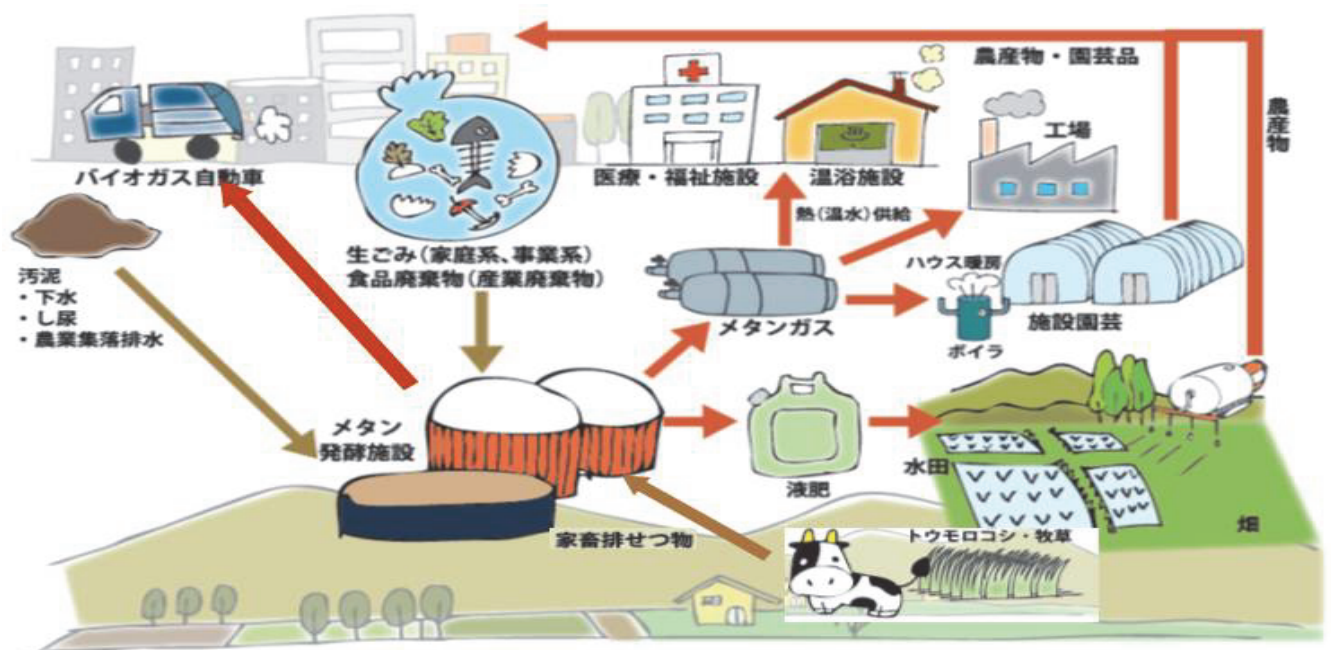 農産物・園芸品
農産物
工場
バイオガス自動車
医療・福祉施設
温浴施設
熱(温水)供給
生ごみ(家庭系、事業系)
食品廃棄物(産業廃棄物)
汚泥
・下水
・し尿
・農業集落排水
ハウス暖房
メタンガス
施設園芸
ボイラ
メタン
発酵施設
液肥
水田
畑
トウモロコシ・牧草
家畜排せつ物